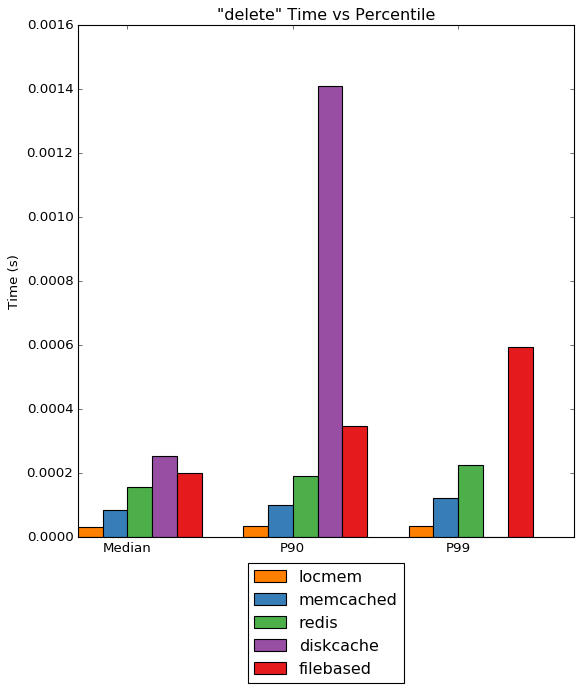 "delete" Time vs Percentile
0.0016
0.0014
0.0012
0.0010
0.0008
0.0006
0.0004
0.0002
0.0000
Time (s)
Median P90 P99
locmem
memcached
redis
diskcache
filebased